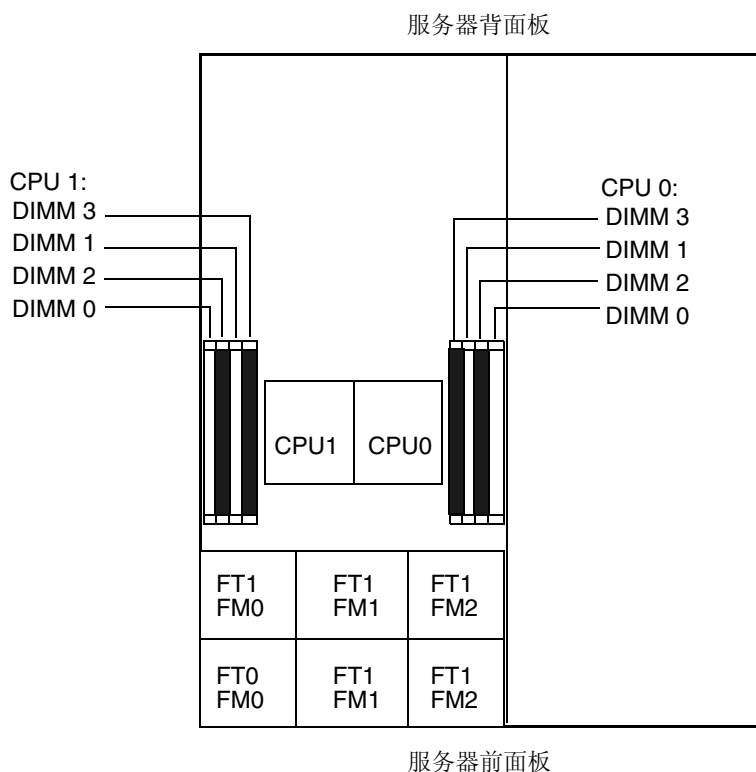 服务器背面板
CPU 1:
DIMM 3
DIMM 1
DIMM 2
DIMM 0
CPU 0:
DIMM 3
DIMM 1
DIMM 2
DIMM 0
CPU1
CPU0
FT1
FM0
FT1
FM1
FT1
FM2
FT0
FM0
FT1
FM1
FT1
FM2
服务器前面板